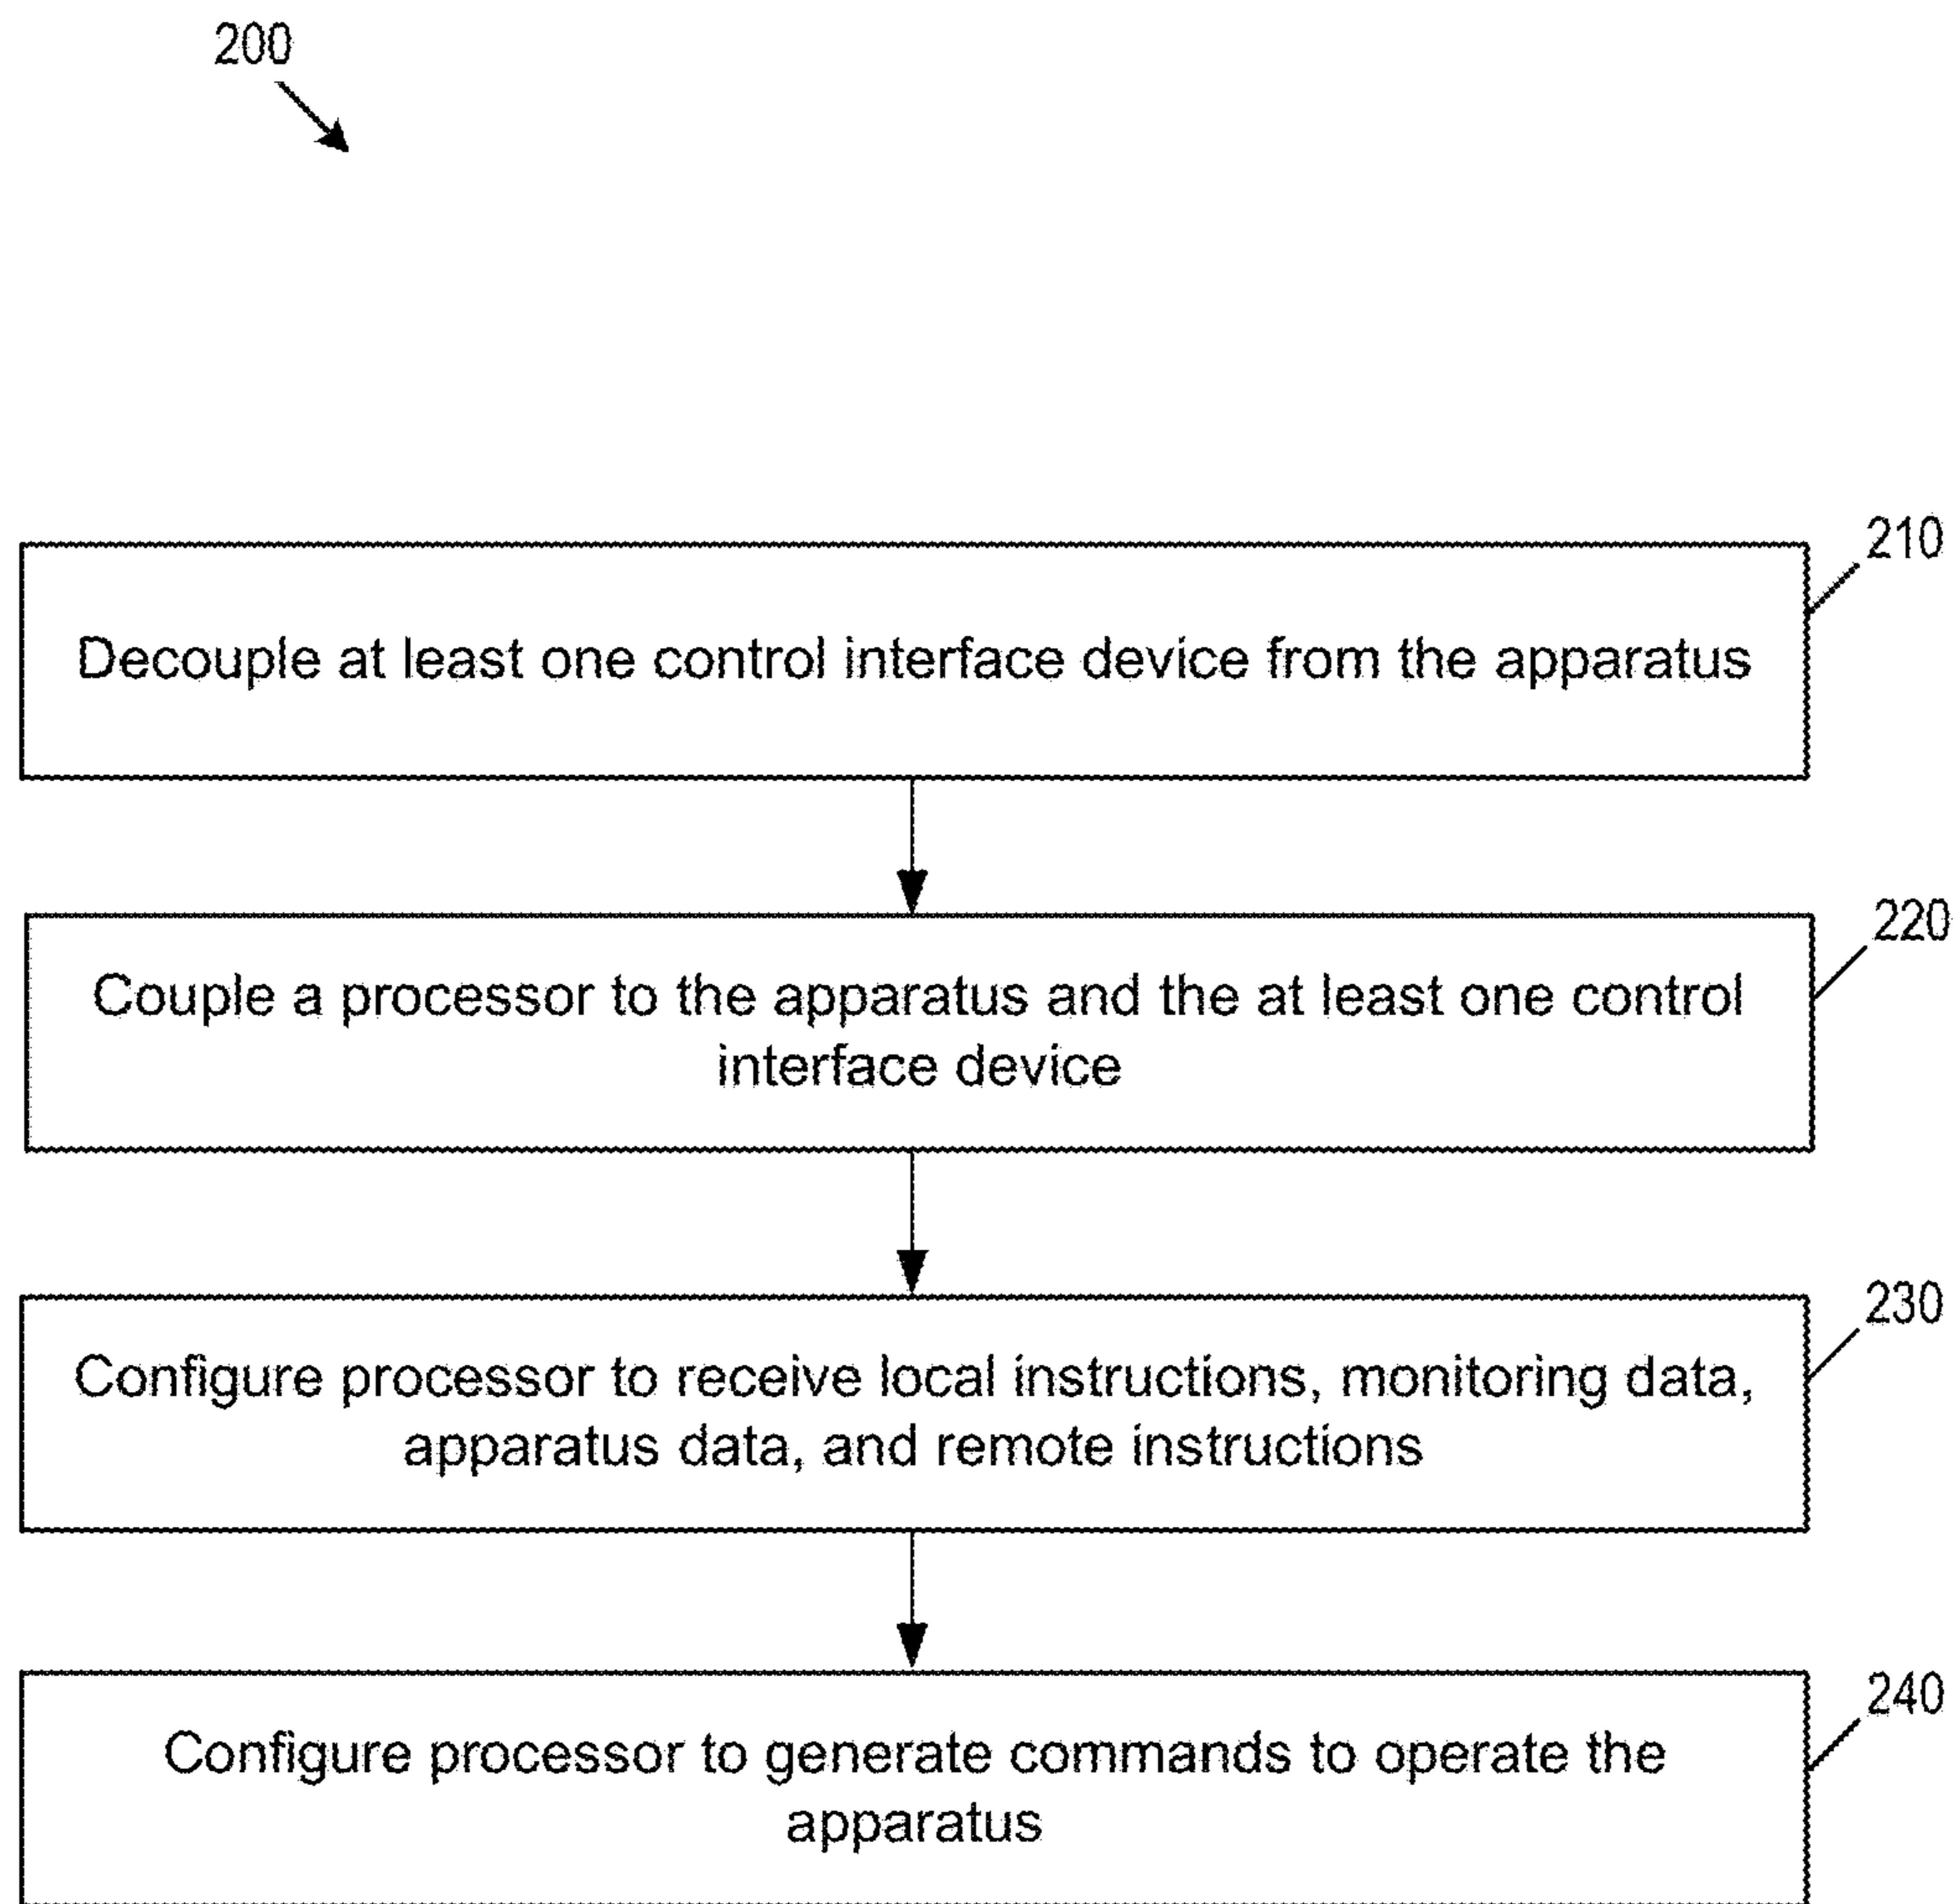 200
210
Decouple at least one control interface device from the apparatus
220
Couple a processor to the apparatus and the at least one control
interface device
230
Configure processor to receive local instructions, monitoring data,
apparatus data, and remote instructions
240
Configure processor to generate commands to operate the
apparatus